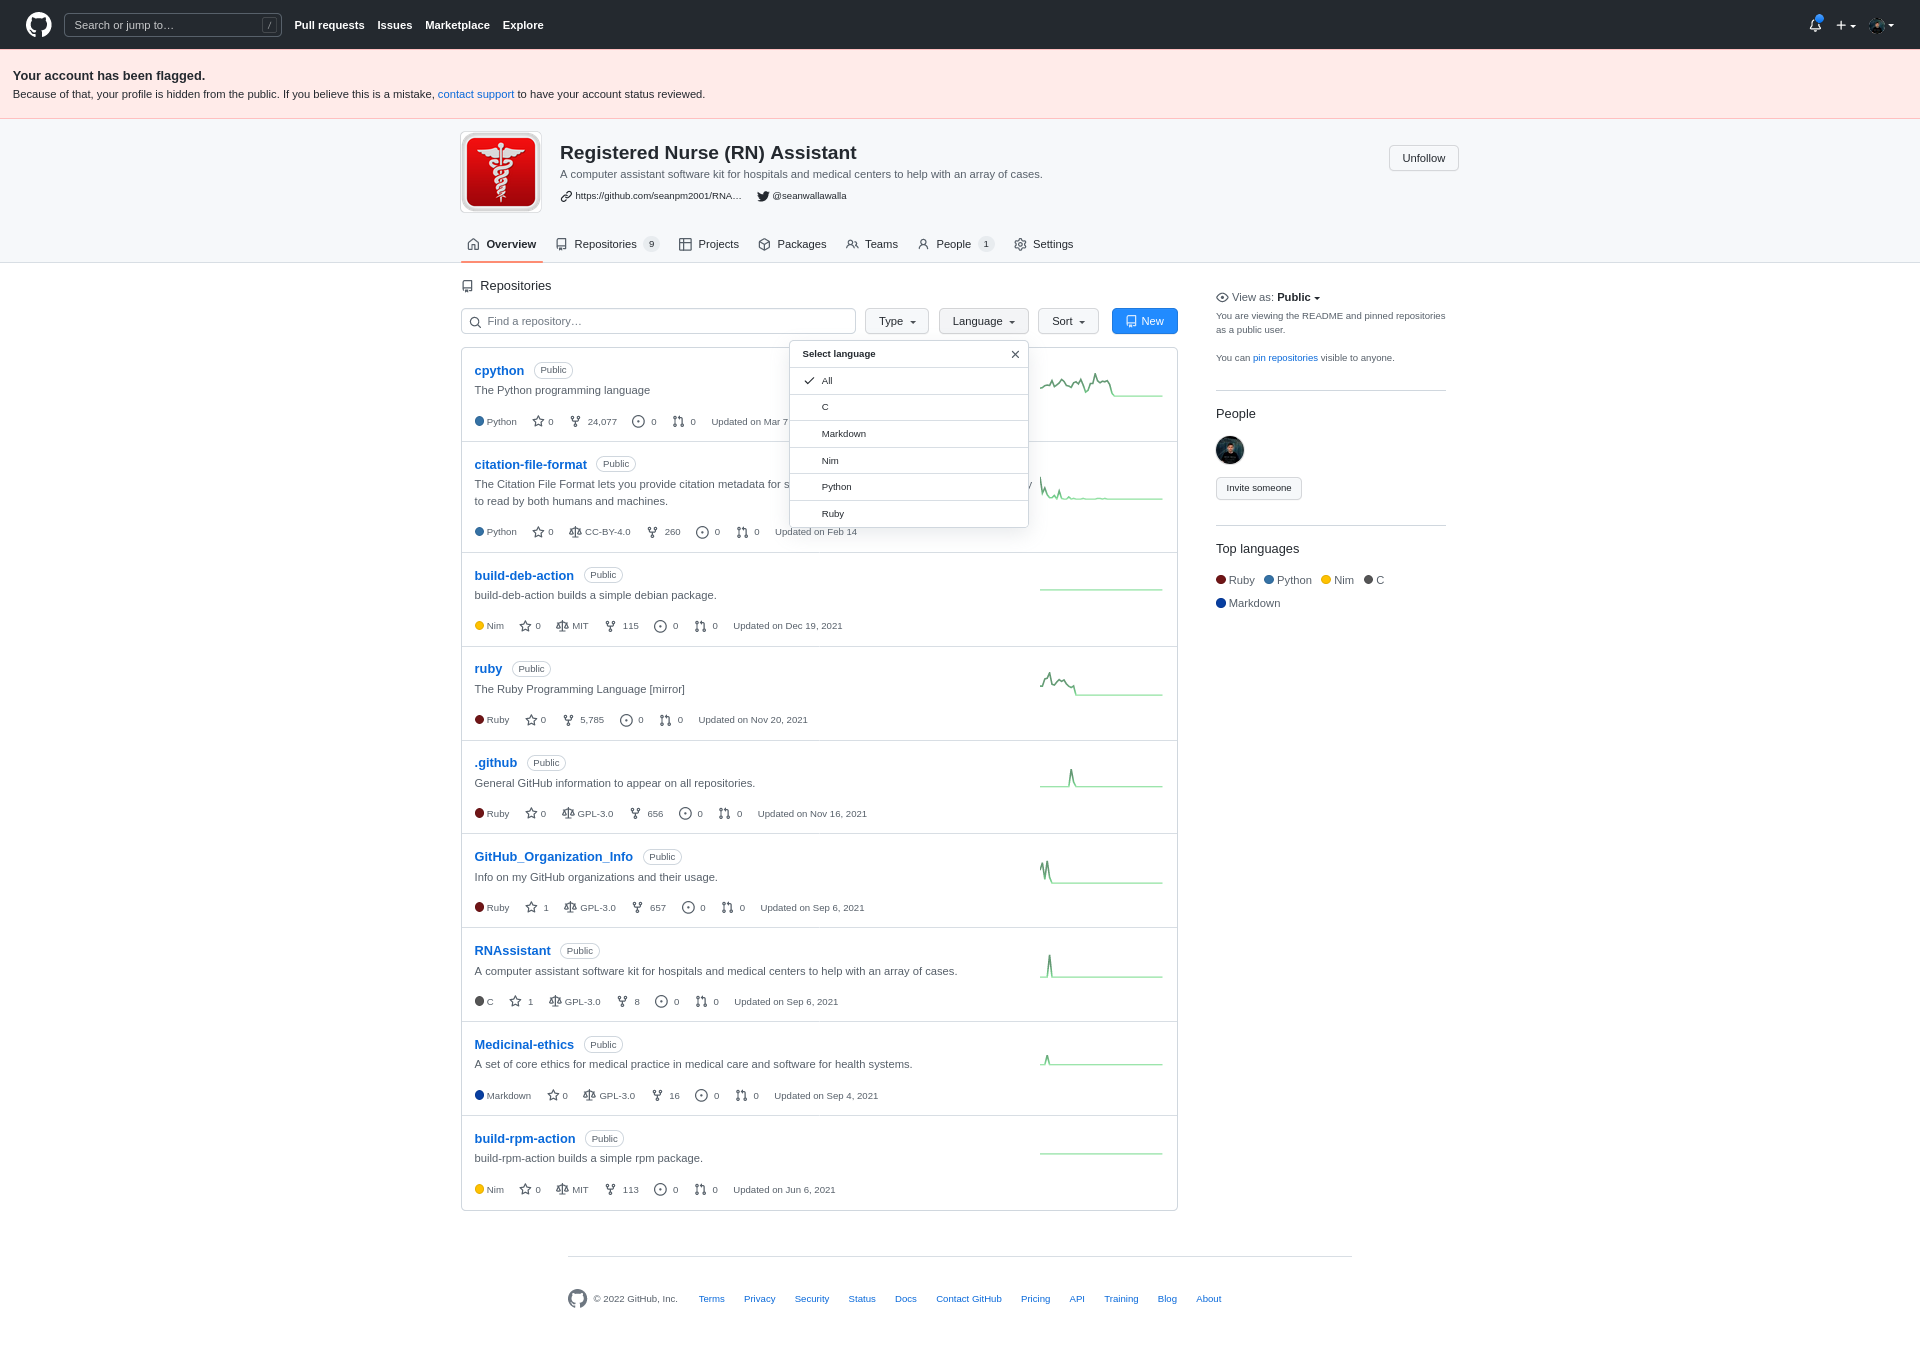 Search or jump to… /
Pull requests Issues Marketplace Explore
Your account has been flagged.
Because of that, your profile is hidden from the public. If you believe this is a mistake, contact support to have your account status reviewed.
Registered Nurse (RN) Assistant
Unfollow
A computer assistant software kit for hospitals and medical centers to help with an array of cases.
https://github.com/seanpm2001/RNA… @seanwallawalla
Overview Repositories 9 Projects Packages Teams People 1 Settings
Repositories
Find a repository… Type Language Sort New
Select language
All
C
Markdown
Nim
Python
Ruby
cpython Public
The Python programming language
Python 0 24,077 0 0 Updated on Mar 7
citation-file-format Public
The Citation File Format lets you provide citation metadata for s
y
to read by both humans and machines.
Python 0 CC-BY-4.0 260 0 0 Updated on Feb 14
build-deb-action Public
build-deb-action builds a simple debian package.
Nim 0 MIT 115 0 0 Updated on Dec 19, 2021
ruby Public
The Ruby Programming Language [mirror]
Ruby 0 5,785 0 0 Updated on Nov 20, 2021
.github Public
General GitHub information to appear on all repositories.
Ruby 0 GPL-3.0 656 0 0 Updated on Nov 16, 2021
GitHub_Organization_Info Public
Info on my GitHub organizations and their usage.
Ruby 1 GPL-3.0 657 0 0 Updated on Sep 6, 2021
RNAssistant Public
A computer assistant software kit for hospitals and medical centers to help with an array of cases.
C 1 GPL-3.0 8 0 0 Updated on Sep 6, 2021
Medicinal-ethics Public
A set of core ethics for medical practice in medical care and software for health systems.
Markdown 0 GPL-3.0 16 0 0 Updated on Sep 4, 2021
build-rpm-action Public
build-rpm-action builds a simple rpm package.
Nim 0 MIT 113 0 0 Updated on Jun 6, 2021
View as: Public
You are viewing the README and pinned repositories
as a public user.
You can pin repositories visible to anyone.
People
Invite someone
Top languages
Ruby Python Nim C
Markdown
© 2022 GitHub, Inc. Terms Privacy Security Status Docs Contact GitHub Pricing API Training Blog About